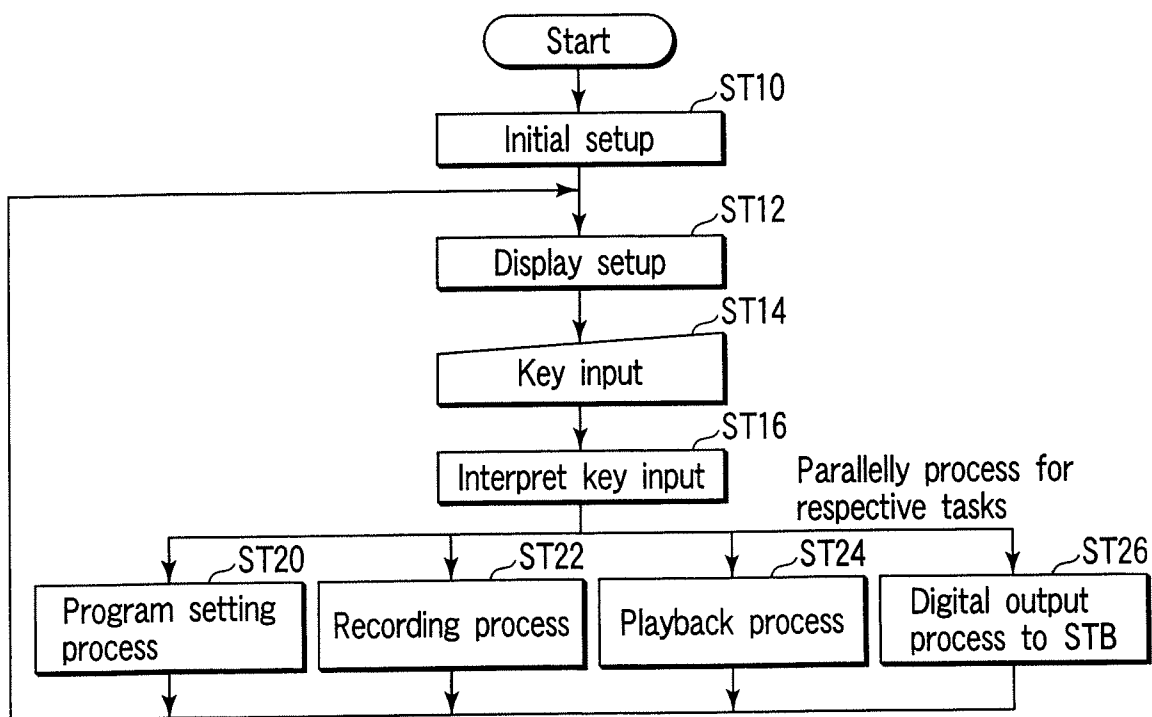 Start
ST10
Initial setup
ST12
Display setup
ST14
Key input
ST16
Interpret key input
Parallelly process for
respective tasks
ST20
Program setting
process
ST22
Recording process
ST24
Playback process
ST26
Digital output
process to STB